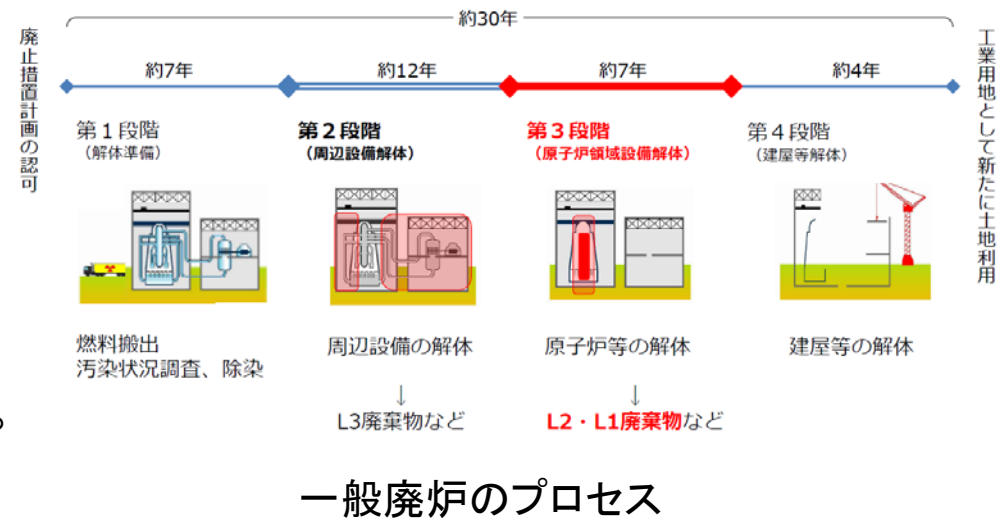 約30年
廃止措置計画の認可
約7年
約12年
約7年
約4年
工業用地として新たに土地利用
第１段階
（解体準備）
第２段階
（周辺設備解体）
第３段階
（原子炉領域設備解体）
第４段階
（建屋等解体）
燃料搬出
汚染状況調査、除染
周辺設備の解体
原子炉等の解体
建屋等の解体
↓
L3廃棄物など
↓
L2・L1廃棄物など
。
一般廃炉のプロセス